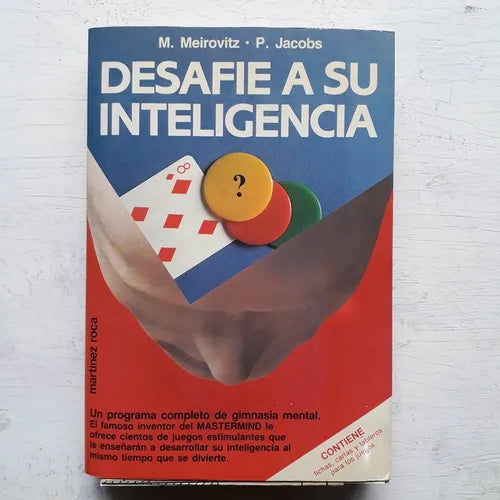 M. Meirovitz · P. Jacobs
DESAFIE A SU
INTELIGENCIA
8
?
martínez roca
Un programa completo de gimnasia mental.
El famoso inventor del MASTERMIND le
ofrece cientos de juegos estimulantes que
le enseñarán a desarrollar su inteligencia al
mismo tiempo que se divierte.
CONTIENE
fichas, cartas y tableros
para los juegos